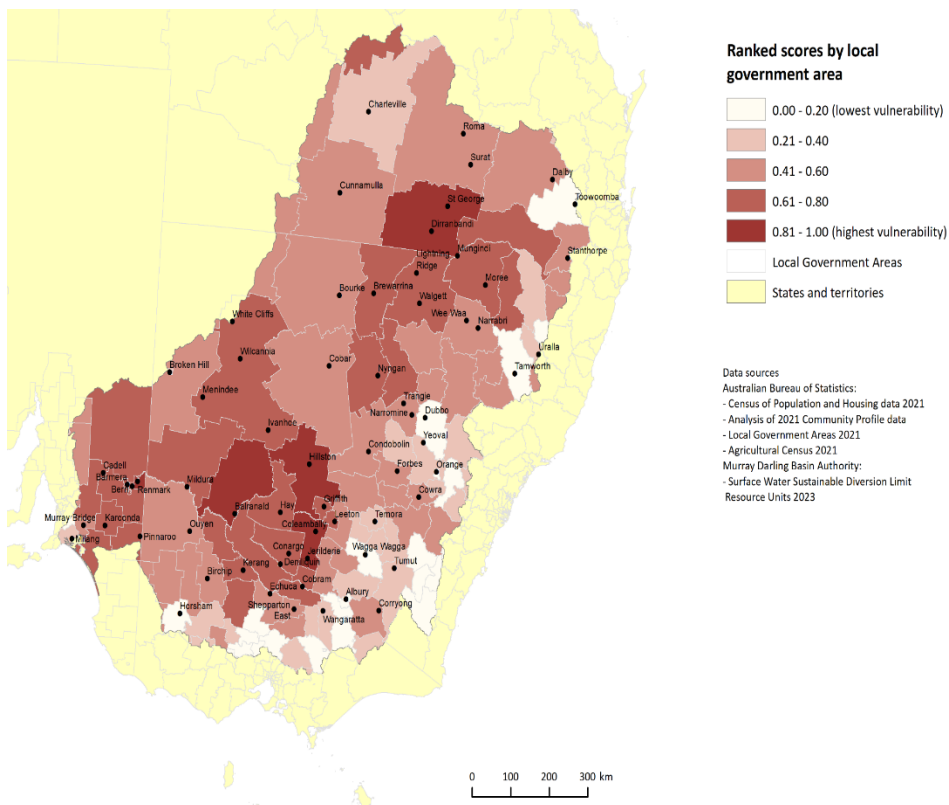 Charleville
Roma
Surat
Dalby
Toowoomba
Cunnamulla
St George
Dirranbandi
Stanthorpe
Lightning
Ridge
Mungindi
Moree
Bourke
Brewarrina
Walgett
Wee Waa
Narrabri
White Cliffs
Wilcannia
Cobar
Nyngan
Uralla
Tamworth
Broken Hill
Menindee
Trangie
Narromine
Dubbo
Ivanhoe
Condobolin
Yeoval
Hillston
Forbes
Orange
Cadell
Barmera
Berri
Renmark
Mildura
Balranald
Hay
Griffith
Leeton
Cowra
Temora
Murray Bridge
Karoonda
Milang
Pinnaroo
Ouyen
Coleambally
Conargo
Jerilderie
Deniliquin
Wagga Wagga
Tumut
Birchip
Kerang
Echuca
Cobram
Albury
Corryong
Horsham
Shepparton
East
Wangaratta
Ranked scores by local
government area
0.00 - 0.20 (lowest vulnerability)
0.21 - 0.40
0.41 - 0.60
0.61 - 0.80
0.81 - 1.00 (highest vulnerability)
Local Government Areas
States and territories
Data sources
Australian Bureau of Statistics:
- Census of Population and Housing data 2021
- Analysis of 2021 Community Profile data
- Local Government Areas 2021
- Agricultural Census 2021
Murray Darling Basin Authority:
- Surface Water Sustainable Diversion Limit
Resource Units 2023
0 100 200 300 km